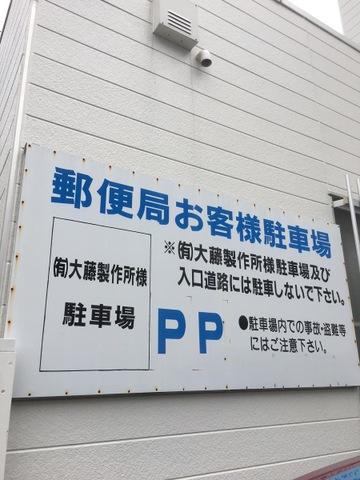 郵便局お客様駐車場
㈲大藤製作所様
駐車場
※㈲大藤製作所様駐車場及び
入口道路には駐車しないで下さい。
PP
●駐車場内での事故・盗難等
にはご注意下さい。